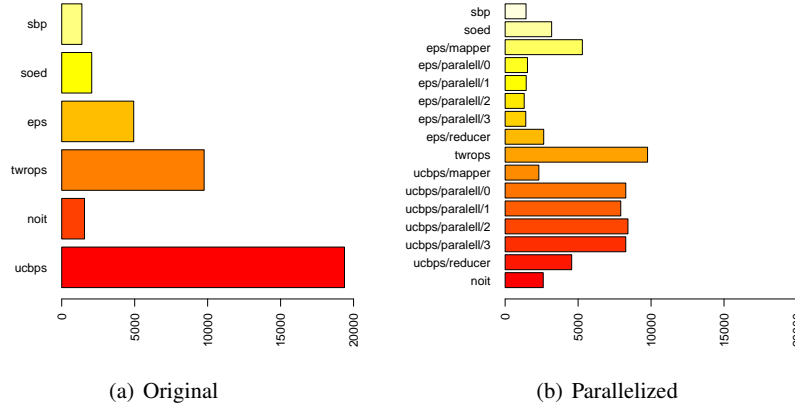 sbp
soed
eps
twrops
noit
ucbps
0
5000
10000
15000
20000
(a) Original
sbp
soed
eps/mapper
eps/paralell/0
eps/paralell/1
eps/paralell/2
eps/paralell/3
eps/reducer
twrops
ucbps/mapper
ucbps/paralell/0
ucbps/paralell/1
ucbps/paralell/2
ucbps/paralell/3
ucbps/reducer
noit
0
5000
10000
15000
20000
(b) Parallelized